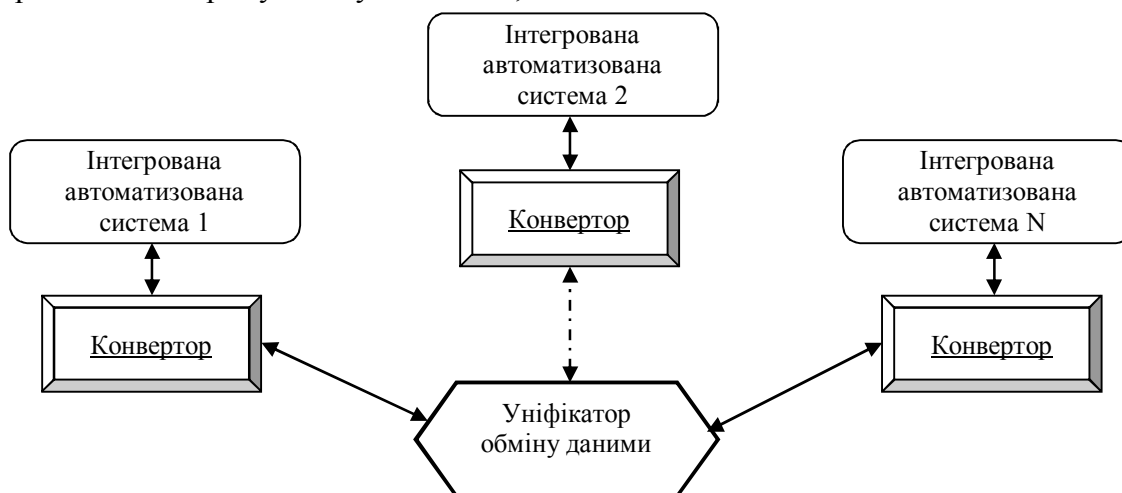 Інтегрована
автоматизована
система 2
Інтегрована
автоматизована
система 1
Інтегрована
автоматизована
система N
Конвертор
Конвертор
Конвертор
Уніфікатор
обміну даними